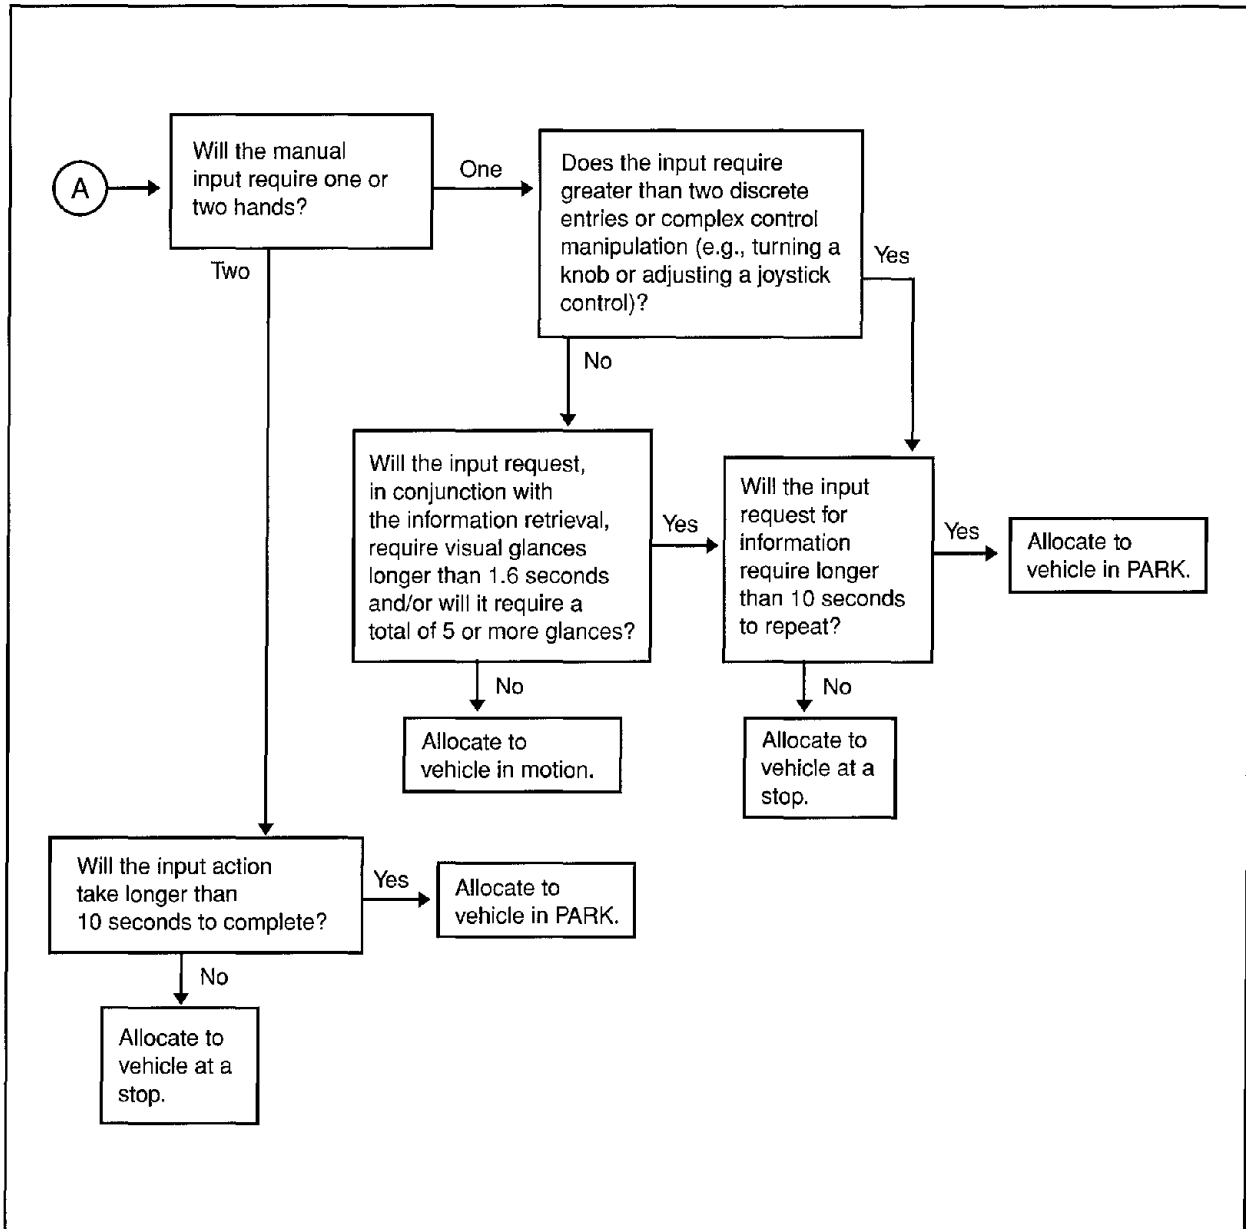 A
Will the manual
input require one or
two hands?
One
Two
Does the input require
greater than two discrete
entries or complex control
manipulation (e.g., turning a
knob or adjusting a joystick
control)?
Yes
No
Will the input request,
in conjunction with
the information retrieval,
require visual glances
longer than 1.6 seconds
and/or will it require a
total of 5 or more glances?
Yes
No
Will the input
request for
information
require longer
than 10 seconds
to repeat?
Yes
No
Allocate to
vehicle in PARK.
Allocate to
vehicle in motion.
Allocate to
vehicle at a
stop.
Will the input action
take longer than
10 seconds to complete?
Yes
No
Allocate to
vehicle in PARK.
Allocate to
vehicle at a
stop.